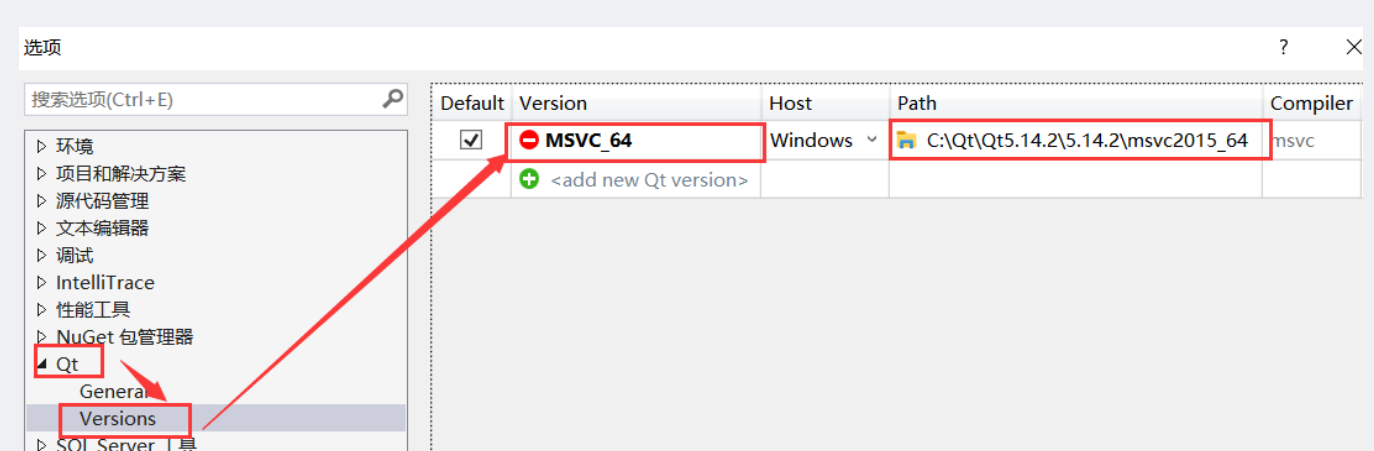 选项
?
搜索选项(Ctrl+E)
环境
项目和解决方案
源代码管理
文本编辑器
调试
IntelliTrace
性能工具
NuGet 包管理器
Qt
General
Versions
SQL Server 工具
Default Version Host Path Compiler
MSVC_64 Windows C:\Qt\Qt5.14.2\5.14.2\msvc2015_64 msvc
<add new Qt version>